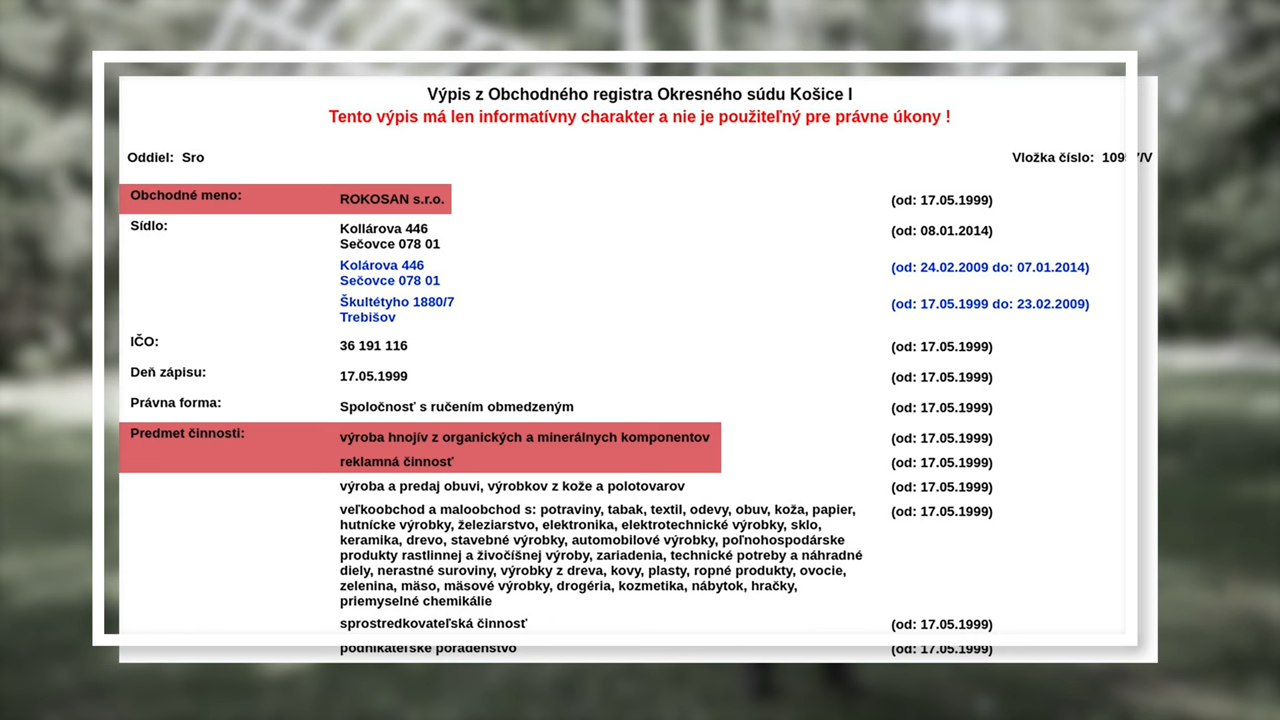 Výpis z Obchodného registra Okresného súdu Košice I
Tento výpis má len informatívny charakter a nie je použiteľný pre právne úkony !
Oddiel: Sro
Vložka číslo:
Obchodné meno: ROKOSAN s.r.o. (od: 17.05.1999)
Sídlo: Kollárova 446 (od: 08.01.2014)
Sečovce 078 01
Kolárova 446 (od: 24.02.2009 do: 07.01.2014)
Sečovce 078 01
Škultétyho 1880/7 (od: 17.05.1999 do: 23.02.2009)
Trebišov
IČO: 36 191 116 (od: 17.05.1999)
Deň zápisu: 17.05.1999 (od: 17.05.1999)
Právna forma: Spoločnosť s ručením obmedzeným (od: 17.05.1999)
Predmet činnosti: výroba hnojív z organických a minerálnych komponentov (od: 17.05.1999)
reklamná činnosť (od: 17.05.1999)
výroba a predaj obuvi, výrobkov z kože a polotovarov (od: 17.05.1999)
veľkoobchod a maloobchod s: potraviny, tabak, textil, odevy, obuv, koža, papier, (od: 17.05.1999)
hutnícke výrobky, železiarstvo, elektronika, elektrotechnické výrobky, sklo,
keramika, drevo, stavebné výrobky, automobilové výrobky, poľnohospodárske
produkty rastlinnej a živočíšnej výroby, zariadenia, technické potreby a náhradné
diely, nerastné suroviny, výrobky z dreva, kovy, plasty, ropné produkty, ovocie,
zelenina, mäso, mäsové výrobky, drogéria, kozmetika, nábytok, hračky,
priemyselné chemikálie
sprostredkovateľská činnosť (od: 17.05.1999)
podnikateľské poradenstvo (od: 17.05.1999)